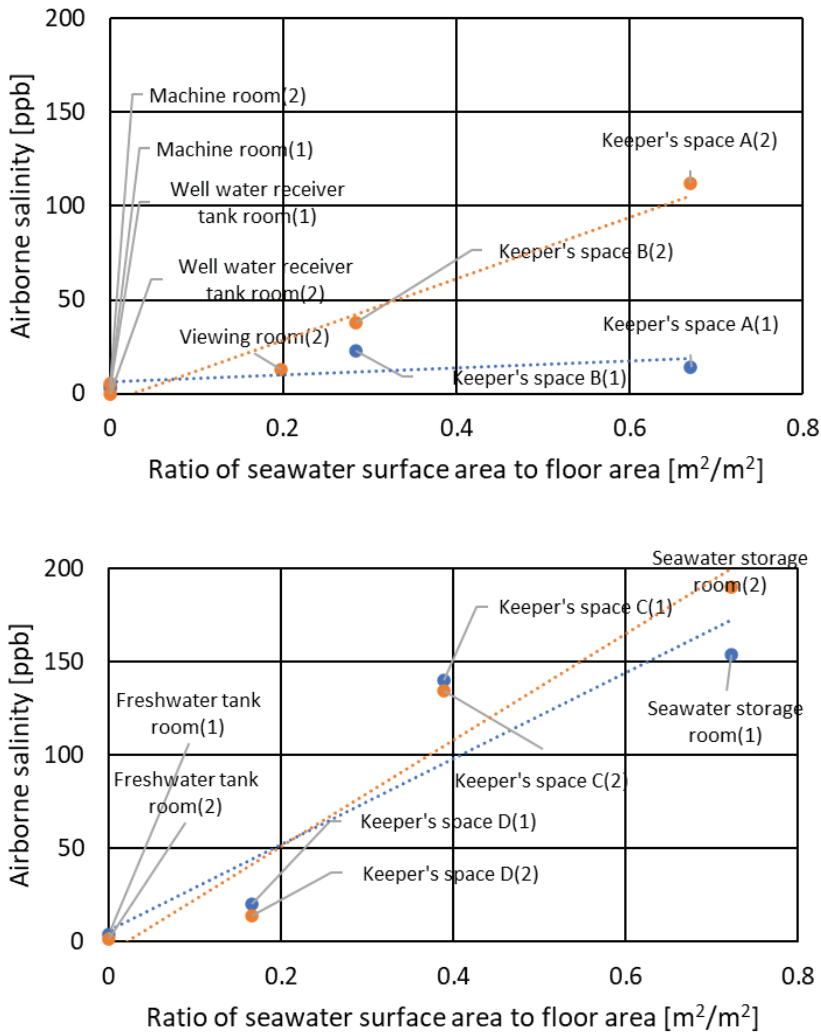 200
150
100
50
0
Airborne salinity [ppb]
Machine room(2)
Machine room(1)
Well water receiver
tank room(1)
Well water receiver
tank room(2)
Viewing room(2)
Keeper's space A(2)
Keeper's space B(2)
Keeper's space A(1)
Keeper's space B(1)
0 0.2 0.4 0.6 0.8
Ratio of seawater surface area to floor area [m²/m²]
200
150
100
50
0
Airborne salinity [ppb]
Seawater storage
room(2)
Keeper's space C(1)
Freshwater tank
room(1)
Seawater storage
room(1)
Freshwater tank
room(2)
Keeper's space C(2)
Keeper's space D(1)
Keeper's space D(2)
0 0.2 0.4 0.6 0.8
Ratio of seawater surface area to floor area [m²/m²]